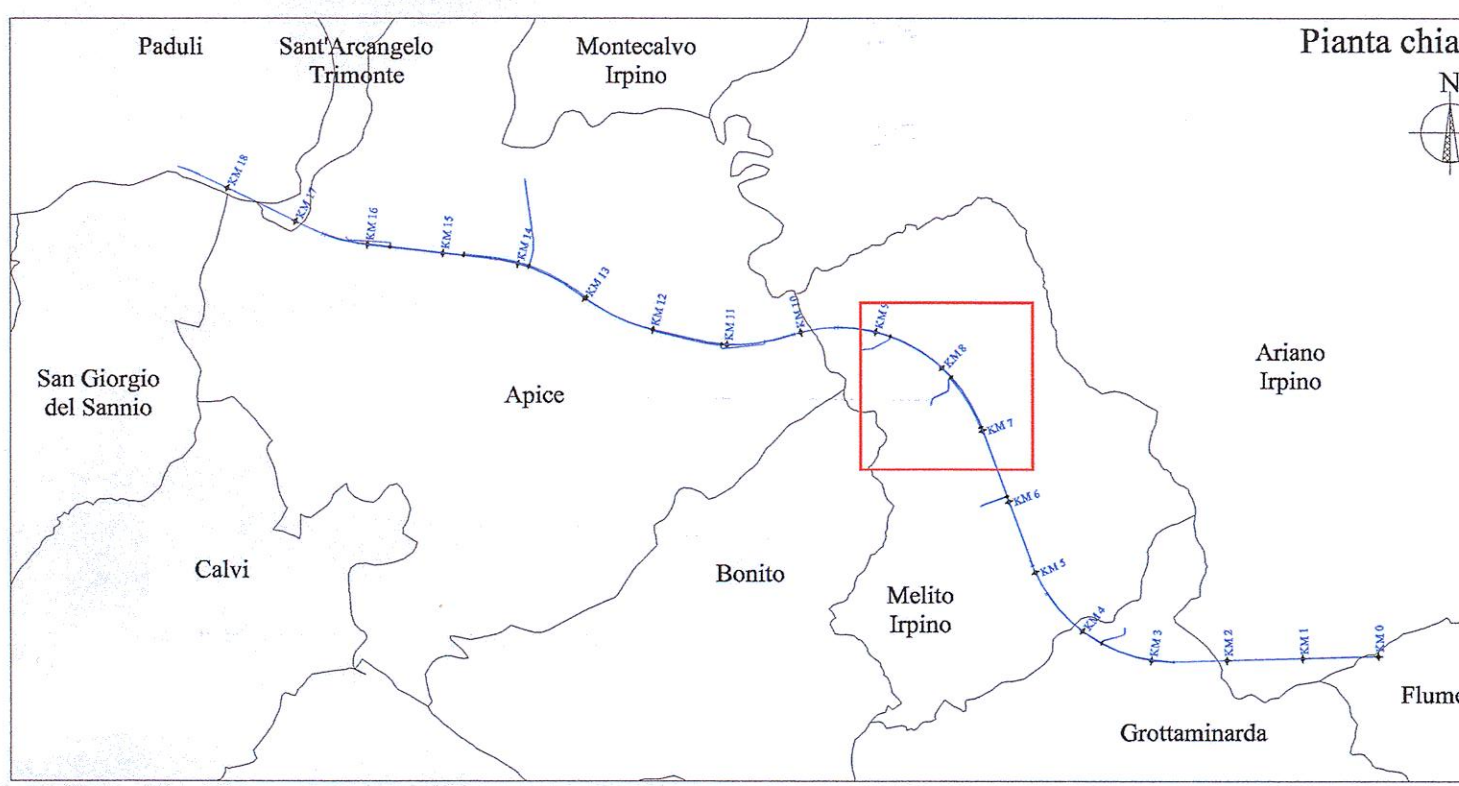 Paduli
Sant'Arcangelo
Trimonte
Montecalvo
Irpino
Pianta chia
N
KM 18
KM 17
KM 16
KM 15
KM 14
KM 13
KM 12
KM 11
KM 10
KM 9
KM 8
KM 7
KM 6
KM 5
KM 4
KM 3
KM 2
KM 1
KM 0
San Giorgio
del Sannio
Apice
Ariano
Irpino
Calvi
Bonito
Melito
Irpino
Grottaminarda
Flume